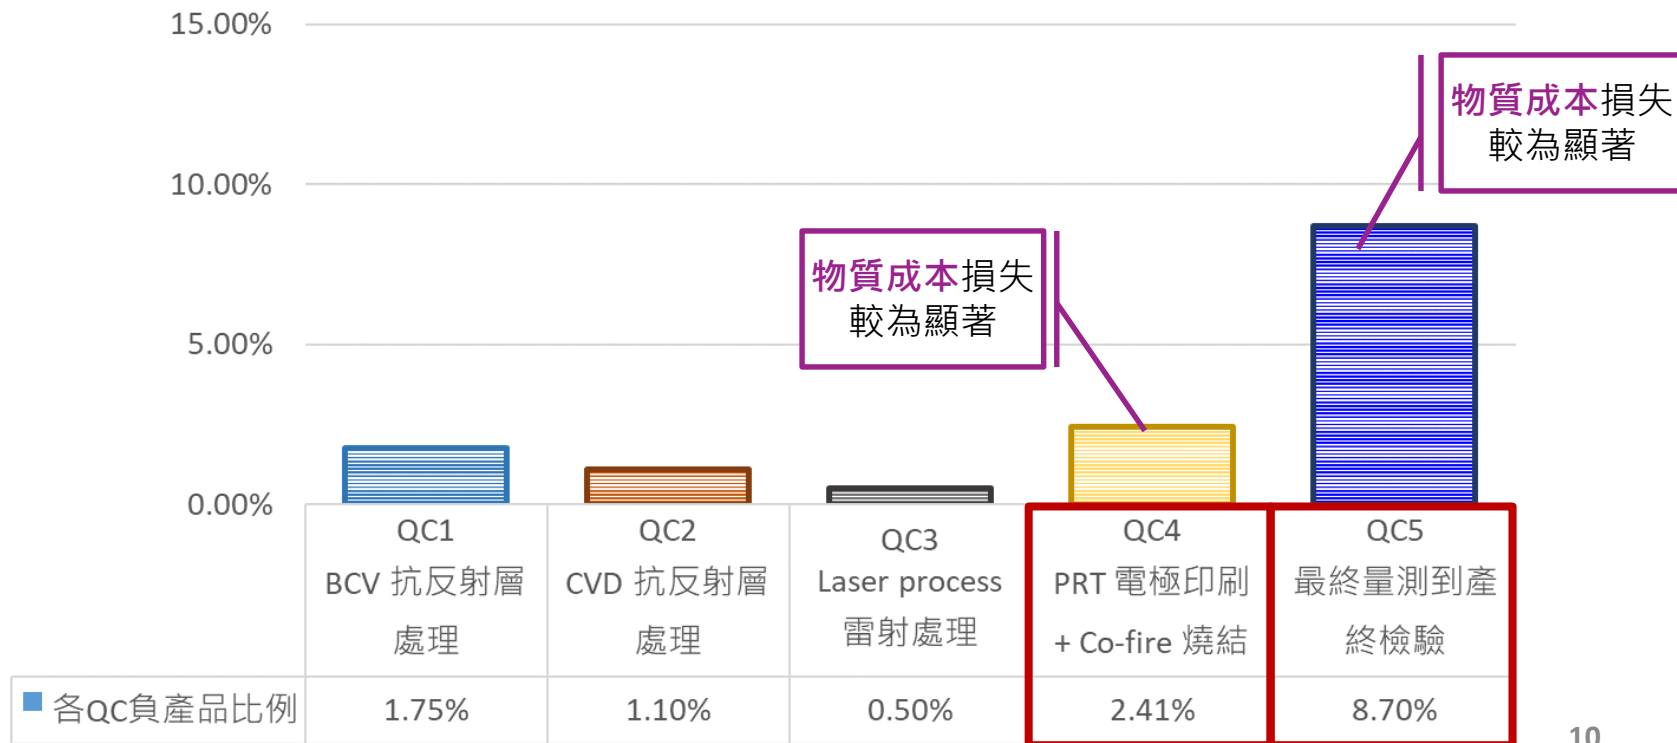 15.00%
10.00%
5.00%
0.00%
物質成本損失
較為顯著
物質成本損失
較為顯著
QC1
BCV 抗反射層
處理
QC2
CVD 抗反射層
處理
QC3
Laser process
雷射處理
QC4
PRT 電極印刷
+ Co-fire 燒結
QC5
最終量測到產
終檢驗
各QC負產品比例 1.75% 1.10% 0.50% 2.41% 8.70%
10